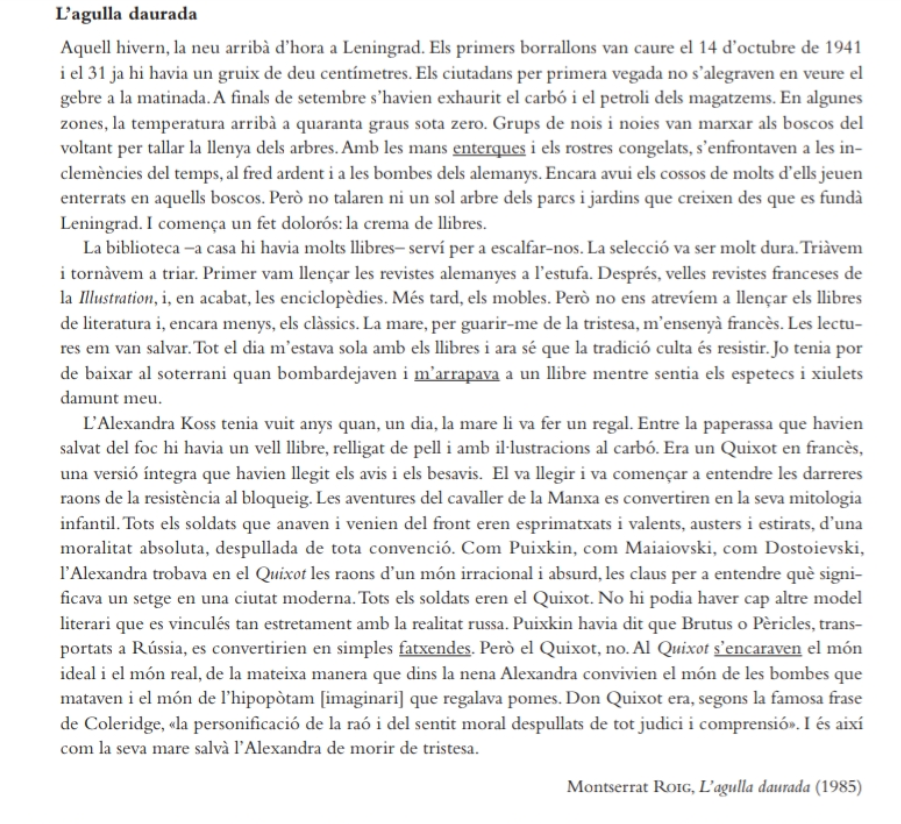 L'agulla daurada
Aquell hivern, la neu arribà d'hora a Leningrad. Els primers borrallons van caure el 14 d'octubre de 1941
i el 31 ja hi havia un gruix de deu centímetres. Els ciutadans per primera vegada no s'alegraven en veure el
gebre a la matinada. A finals de setembre s'havien exhaurit el carbó i el petroli dels magatzems. En algunes
zones, la temperatura arribà a quaranta graus sota zero. Grups de nois i noies van marxar als boscos del
voltant per tallar la llenya dels arbres. Amb les mans enterques i els rostres congelats, s'enfrontaven a les in-
clemències del temps, al fred ardent i a les bombes dels alemanys. Encara avui els cossos de molts d'ells jeuen
enterrats en aquells boscos. Però no talaren ni un sol arbre dels parcs i jardins que creixen des que es fundà
Leningrad. I comença un fet dolorós: la crema de llibres.
La biblioteca –a casa hi havia molts llibres– serví per a escalfar-nos. La selecció va ser molt dura. Triàvem
i tornàvem a triar. Primer vam llençar les revistes alemanyes a l'estufa. Després, velles revistes franceses de
la Illustration, i, en acabat, les enciclopèdies. Més tard, els mobles. Però no ens atrevíem a llençar els llibres
de literatura i, encara menys, els clàssics. La mare, per guarir-me de la tristesa, m'ensenyà francès. Les lectu-
res em van salvar. Tot el dia m'estava sola amb els llibres i ara sé que la tradició culta és resistir. Jo tenia por
de baixar al soterrani quan bombardejaven i m'arrapava a un llibre mentre sentia els espetecs i xiulets
damunt meu.
L'Alexandra Koss tenia vuit anys quan, un dia, la mare li va fer un regal. Entre la paperassa que havien
salvat del foc hi havia un vell llibre, relligat de pell i amb il·lustracions al carbó. Era un Quixot en francès,
una versió íntegra que havien llegit els avis i els besavis. El va llegir i va començar a entendre les darreres
raons de la resistència al bloqueig. Les aventures del cavaller de la Manxa es convertiren en la seva mitologia
infantil. Tots els soldats que anaven i venien del front eren esprimatxats i valents, austers i estirats, d'una
moralitat absoluta, despullada de tota convenció. Com Puixkin, com Maiaiovski, com Dostoievski,
l'Alexandra trobava en el Quixot les raons d'un món irracional i absurd, les claus per a entendre què signi-
ficava un setge en una ciutat moderna. Tots els soldats eren el Quixot. No hi podia haver cap altre model
literari que es vinculés tan estretament amb la realitat russa. Puixkin havia dit que Brutus o Pèricles, trans-
portats a Rússia, es convertirien en simples fatxendes. Però el Quixot, no. Al Quixot s'encaraven el món
ideal i el món real, de la mateixa manera que dins la nena Alexandra convivien el món de les bombes que
mataven i el món de l'hipopòtam [imaginari] que regalava pomes. Don Quixot era, segons la famosa frase
de Coleridge, «la personificació de la raó i del sentit moral despullats de tot judici i comprensió». I és així
com la seva mare salvà l'Alexandra de morir de tristesa.
Montserrat Roig, L'agulla daurada (1985)